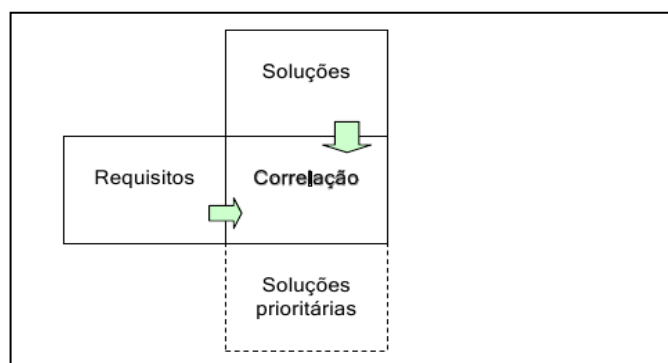 Soluções
Requisitos
Correlação
Soluções
prioritárias